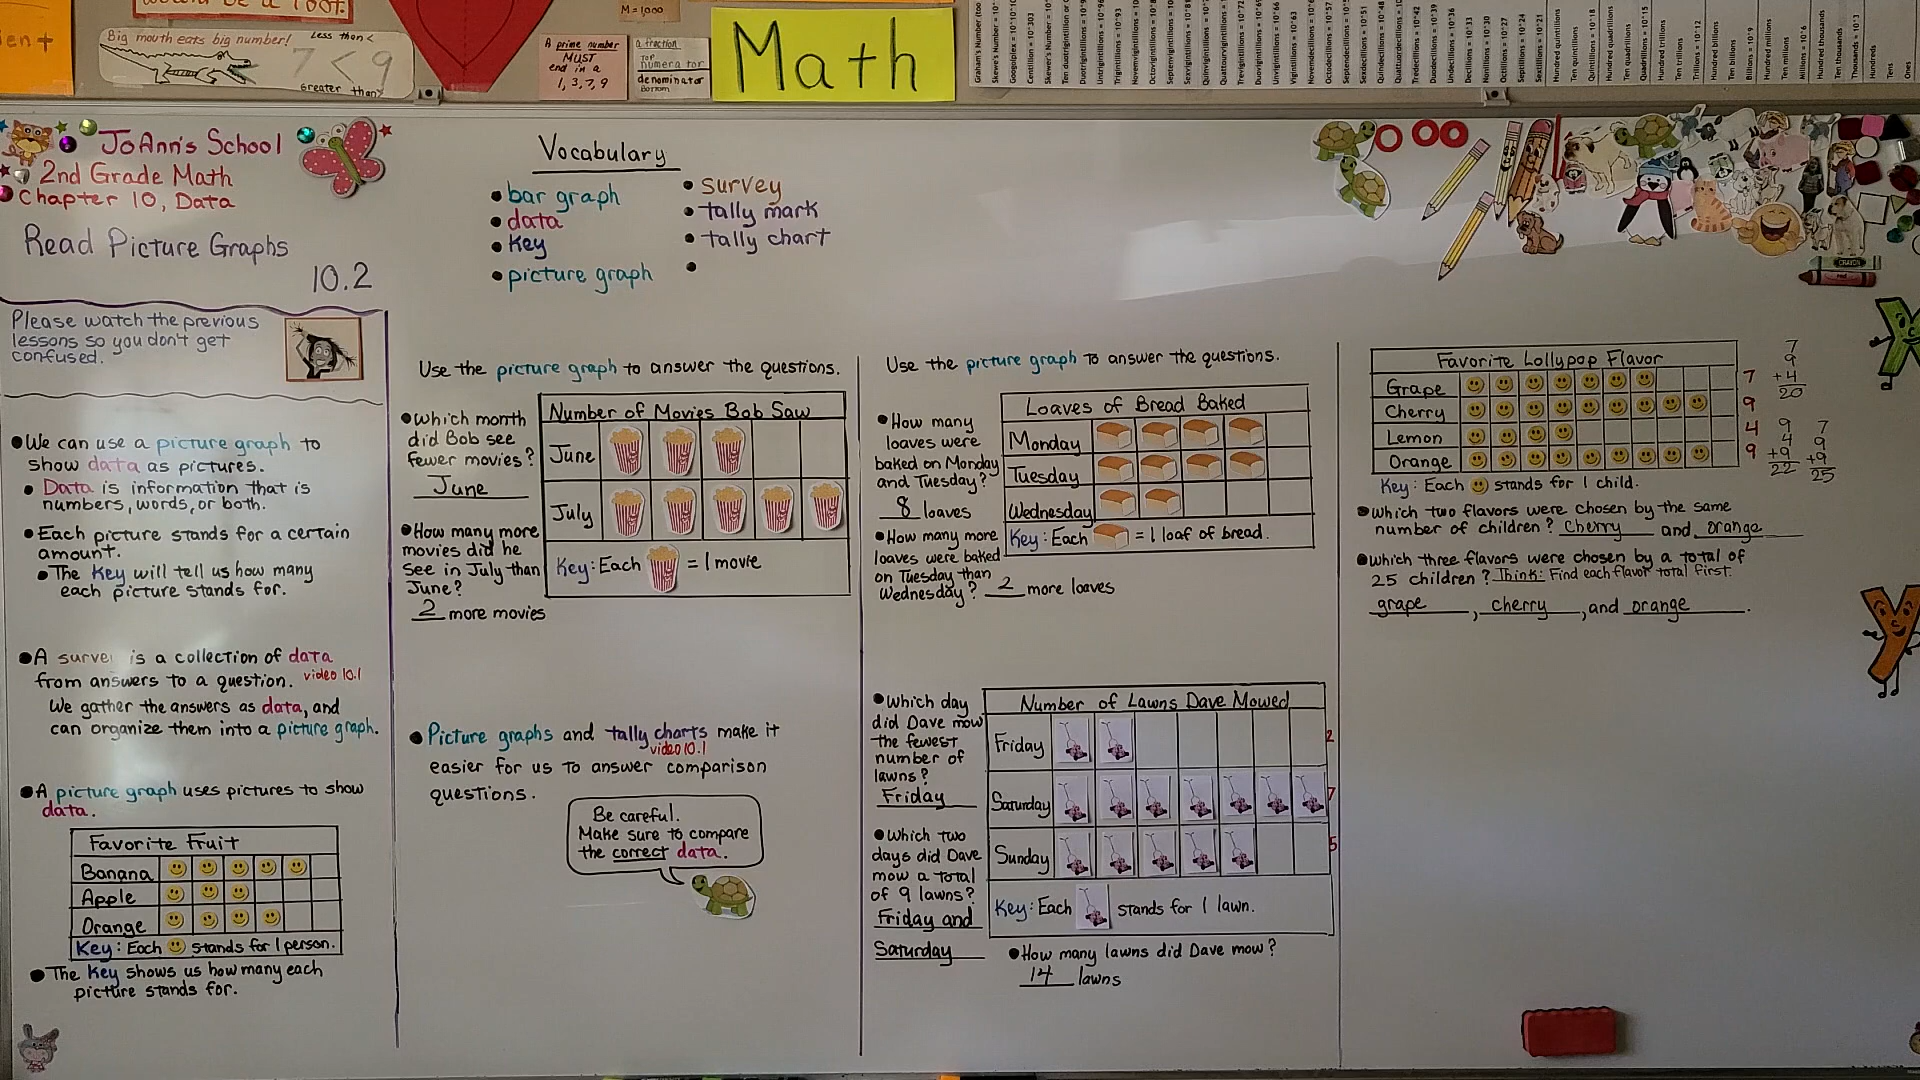 Big mouth eats big number!
Less than <
7 < 9
Greater than >
M = 1,000
A prime number
MUST
end in a
1, 3, 7, 9
a fraction
TOP
numerator
denominator
Bottom
Math
JoAnn's School
2nd Grade Math
Chapter 10, Data
Read Picture Graphs
10.2
Please watch the previous
lessons so you don't get
confused.
We can use a picture graph to
show data as pictures.
Data is information that is
numbers, words, or both.
Each picture stands for a certain
amount.
The Key will tell us how many
each picture stands for.
A survey is a collection of data
from answers to a question. video 10.1
We gather the answers as data, and
can organize them into a picture graph.
A picture graph uses pictures to show
data.
Favorite Fruit
Banana
Apple
Orange
Key: Each stands for 1 person.
The Key shows us how many each
picture stands for.
Vocabulary
bar graph
data
Key
picture graph
survey
tally mark
tally chart
Use the picture graph to answer the questions.
Which month
did Bob see
fewer movies?
June
How many more
movies did he
see in July than
June?
2 more movies
Number of Movies Bob Saw
June
July
Key: Each = 1 movie
Picture graphs and tally charts make it
video 10.1
easier for us to answer comparison
questions.
Be careful.
Make sure to compare
the correct data.
Use the picture graph to answer the questions.
How many
loaves were
baked on Monday
and Tuesday?
8 loaves
How many more
loaves were baked
on Tuesday than
Wednesday? 2 more loaves
Loaves of Bread Baked
Monday
Tuesday
Wednesday
Key: Each = 1 loaf of bread.
Which day
did Dave mow
the fewest
number of
lawns?
Friday
Which two
days did Dave
mow a total
of 9 lawns?
Friday and
Saturday
Number of Lawns Dave Mowed
Friday 2
Saturday 7
Sunday 5
Key: Each stands for 1 lawn.
How many lawns did Dave mow?
14 lawns
Favorite Lollypop Flavor
Grape 7
Cherry 9
Lemon 4
Orange 9
Key: Each stands for 1 child.
7
9
+4
20
9
4
+9
22
7
9
+9
25
Which two flavors were chosen by the same
number of children? Cherry and orange
Which three flavors were chosen by a total of
25 children? Think: Find each flavor total first.
grape, cherry, and orange.
CRAYON